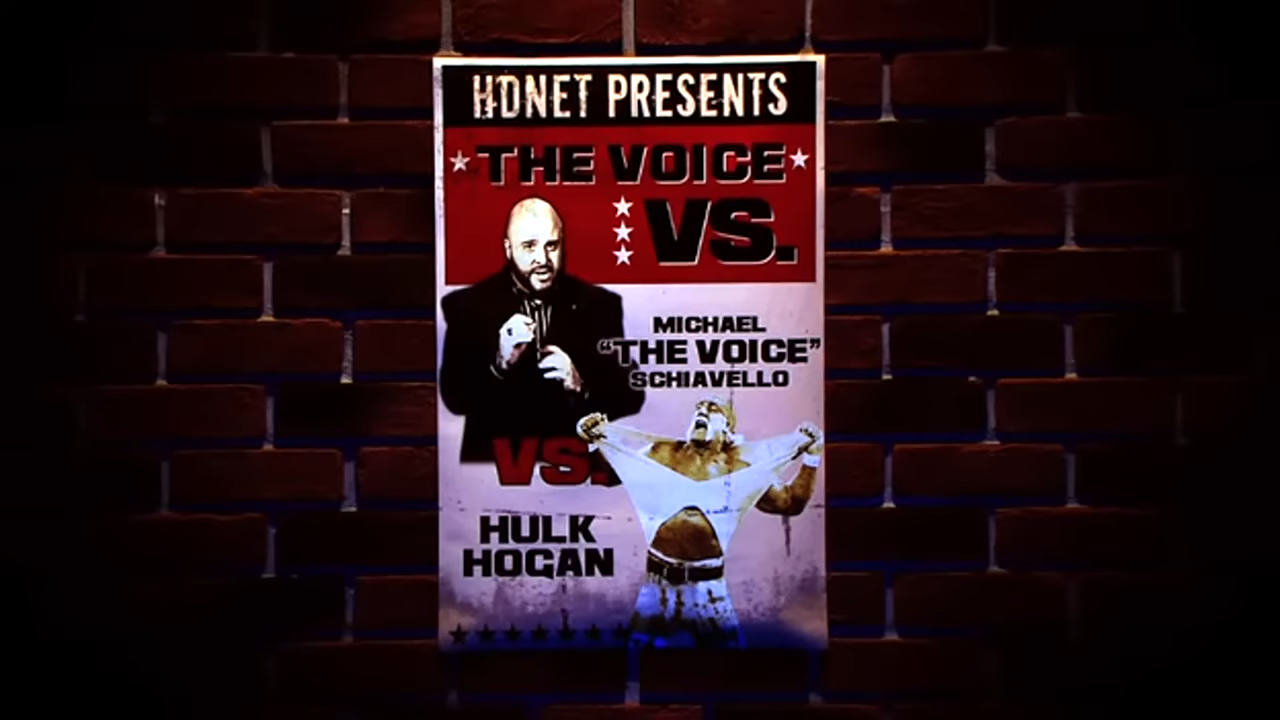 HDNET PRESENTS
THE VOICE
VS.
MICHAEL
“THE VOICE”
SCHIAVELLO
VS.
HULK
HOGAN